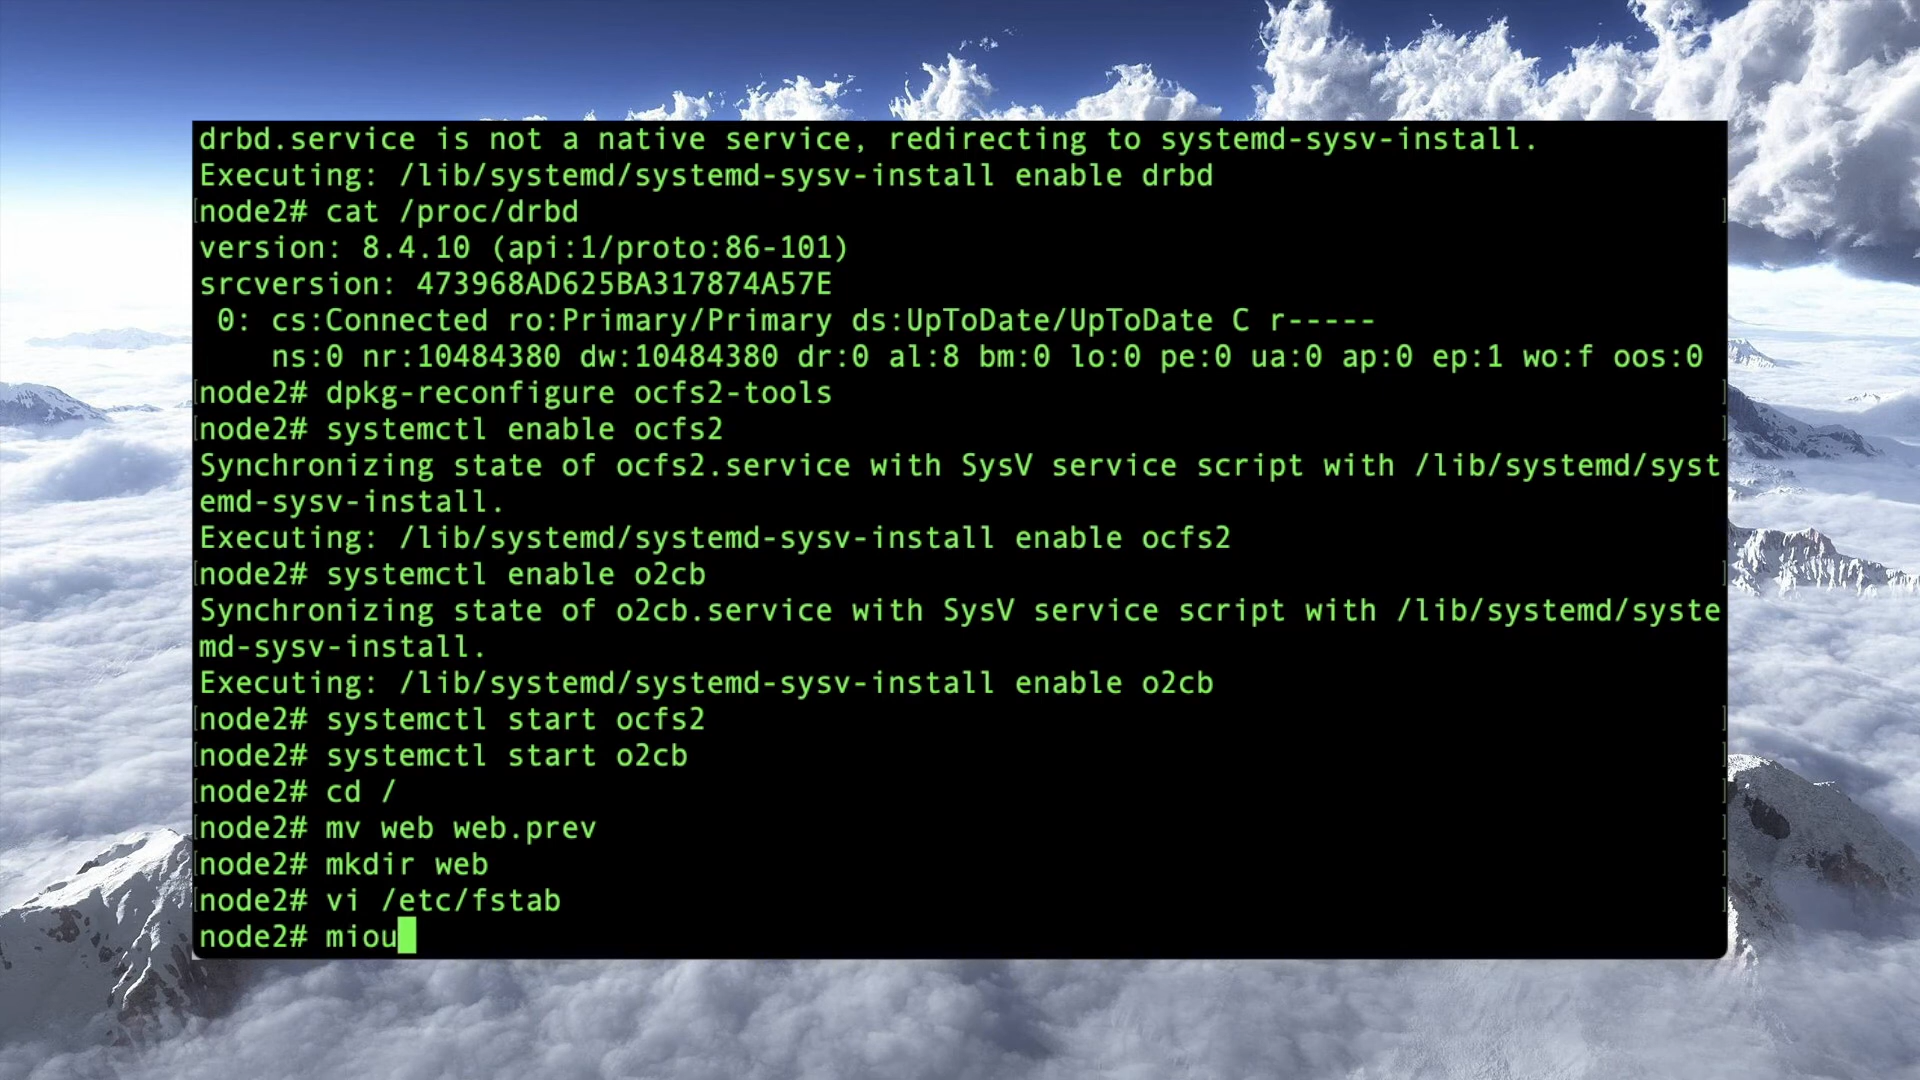 drbd.service is not a native service, redirecting to systemd-sysv-install.
Executing: /lib/systemd/systemd-sysv-install enable drbd
[node2# cat /proc/drbd ]
version: 8.4.10 (api:1/proto:86-101)
srcversion: 473968AD625BA317874A57E
 0: cs:Connected ro:Primary/Primary ds:UpToDate/UpToDate C r-----
    ns:0 nr:10484380 dw:10484380 dr:0 al:8 bm:0 lo:0 pe:0 ua:0 ap:0 ep:1 wo:f oos:0
[node2# dpkg-reconfigure ocfs2-tools ]
[node2# systemctl enable ocfs2 ]
Synchronizing state of ocfs2.service with SysV service script with /lib/systemd/syst
emd-sysv-install.
Executing: /lib/systemd/systemd-sysv-install enable ocfs2
[node2# systemctl enable o2cb ]
Synchronizing state of o2cb.service with SysV service script with /lib/systemd/syste
md-sysv-install.
Executing: /lib/systemd/systemd-sysv-install enable o2cb
[node2# systemctl start ocfs2 ]
[node2# systemctl start o2cb ]
[node2# cd / ]
[node2# mv web web.prev ]
[node2# mkdir web ]
[node2# vi /etc/fstab ]
node2# miou